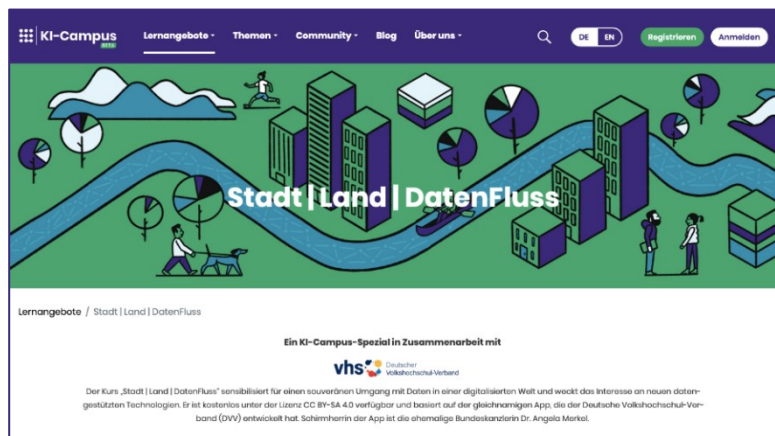 KI-Campus BETA Lernangebote Themen Community Blog Über uns DE EN Registrieren Anmelden
Stadt | Land | DatenFluss
Lernangebote / Stadt | Land | DatenFluss
Ein KI-Campus-Spezial in Zusammenarbeit mit
vhs Deutscher
Volkshochschul-Verband
Der Kurs „Stadt | Land | DatenFluss" sensibilisiert für einen souveränen Umgang mit Daten in einer digitalisierten Welt und weckt das Interesse an neuen daten-
gestützten Technologien. Er ist kostenlos unter der Lizenz CC BY-SA 4.0 verfügbar und basiert auf der gleichnamigen App, die der Deutsche Volkshochschul-Ver-
band (DVV) entwickelt hat. Schirmherrin der App ist die ehemalige Bundeskanzlerin Dr. Angela Merkel.